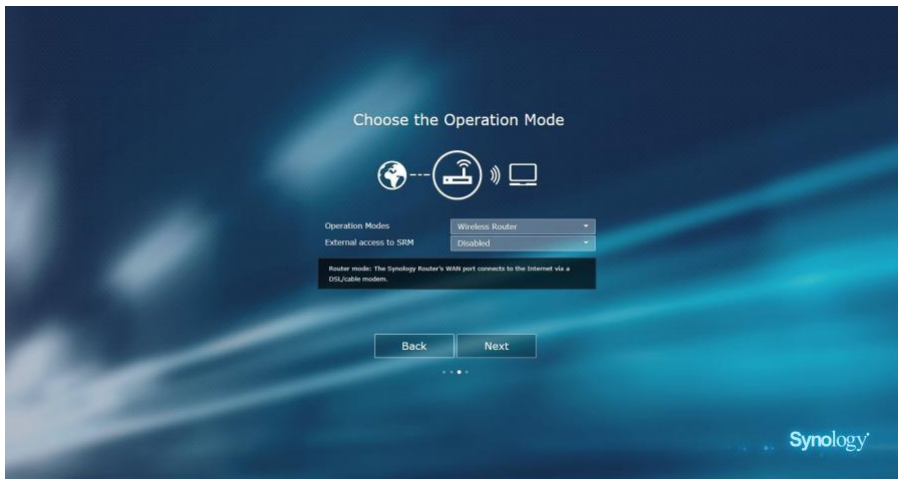 Choose the Operation Mode
Operation Modes
Wireless Router
External access to SRM
Disabled
Router mode: The Synology Router's WAN port connects to the Internet via a
DSL/cable modem.
Back
Next
Synology